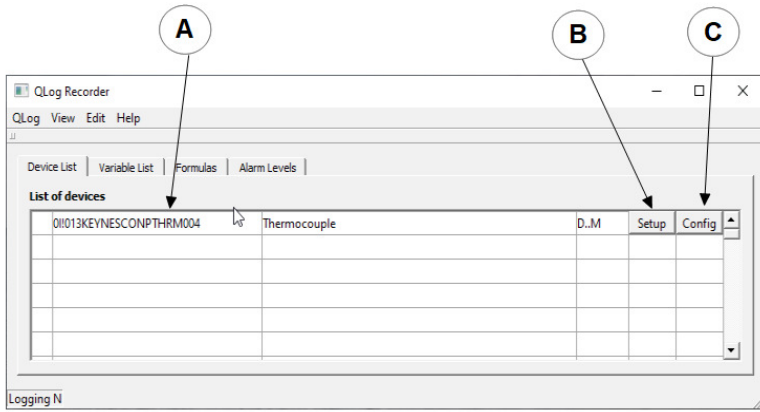 A B C
QLog Recorder
QLog View Edit Help
Device List Variable List Formulas Alarm Levels
List of devices
0!!013KEYNESCONPTHRM004 Thermocouple D..M Setup Config
Logging N